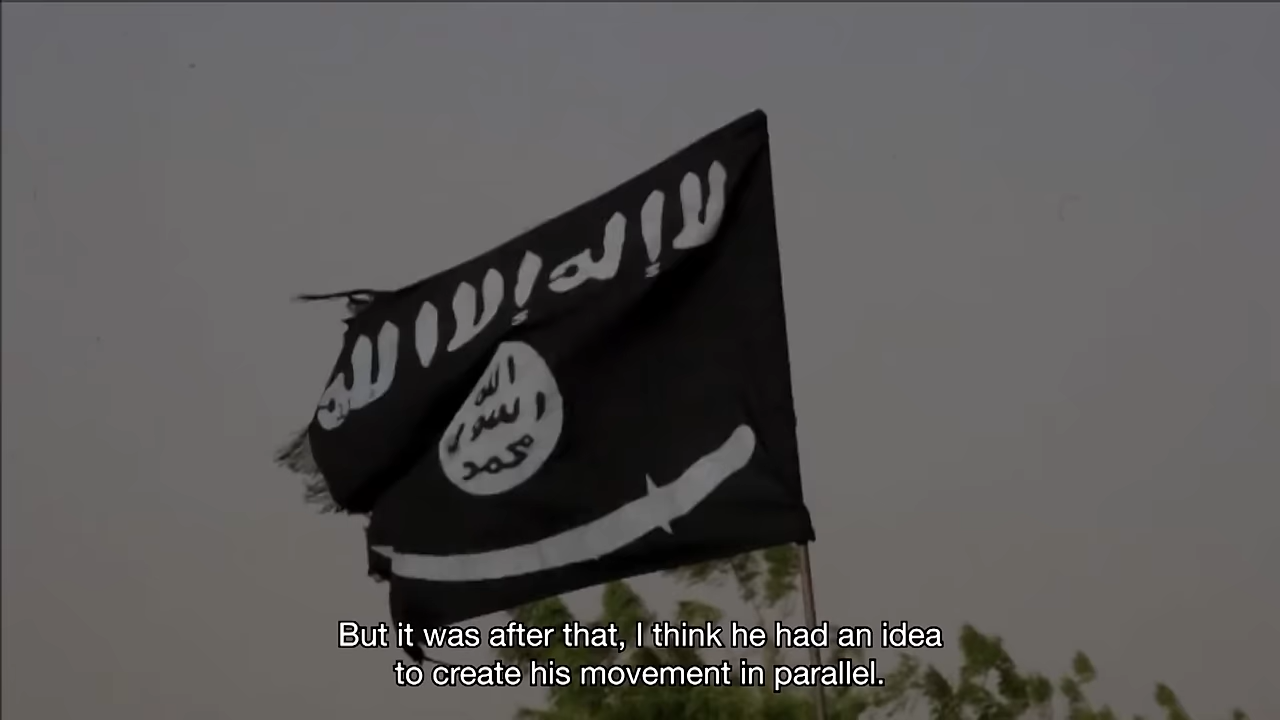 لا إله إلا الله
الله
رسول
محمد
But it was after that, I think he had an idea
to create his movement in parallel.